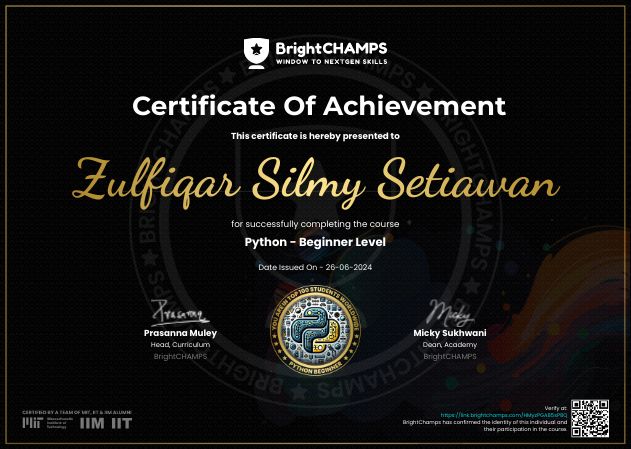 BrightCHAMPS
WINDOW TO NEXTGEN SKILLS
Certificate Of Achievement
This certificate is hereby presented to
Zulfiqar Silmy Setiawan
for successfully completing the course
Python - Beginner Level
Date Issued On - 26-06-2024
YOU ARE IN TOP 100 STUDENTS WORLDWIDE
PYTHON BEGINNER
Prasanna
Prasanna Muley
Head, Curriculum
BrightCHAMPS
Micky
Micky Sukhwani
Dean, Academy
BrightCHAMPS
CERTIFIED BY A TEAM OF MIT, IIT & IIM ALUMNI
MIT Massachusetts Institute of Technology IIM IIT
Verify at:
BrightChamps has confirmed the identity of this individual and
their participation in the course.
BRIGHTCHAMPS